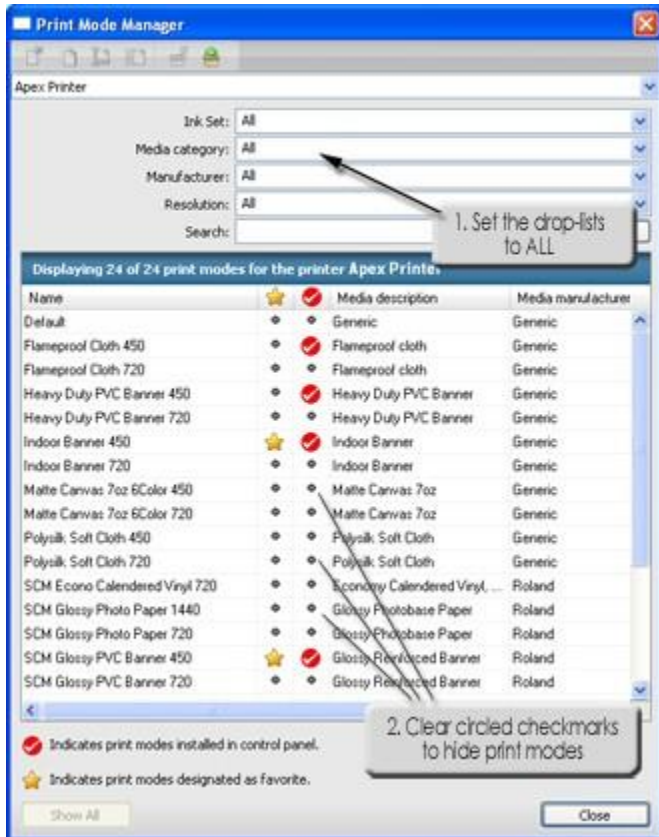 Print Mode Manager
Apex Printer
Ink Set: All
Media category: All
Manufacturer: All
Resolution: All
Search:
1. Set the drop-lists
to ALL
Displaying 24 of 24 print modes for the printer Apex Printer
Name Media description Media manufacturer
Default Generic Generic
Flameproof Cloth 450 Flameproof cloth Generic
Flameproof Cloth 720 Flameproof cloth Generic
Heavy Duty PVC Banner 450 Heavy Duty PVC Banner Generic
Heavy Duty PVC Banner 720 Heavy Duty PVC Banner Generic
Indoor Banner 450 Indoor Banner Generic
Indoor Banner 720 Indoor Banner Generic
Matte Canvas 7oz 6Color 450 Matte Canvas 7oz Generic
Matte Canvas 7oz 6Color 720 Matte Canvas 7oz Generic
Polysilk Soft Cloth 450 Polysilk Soft Cloth Generic
Polysilk Soft Cloth 720 Polysilk Soft Cloth Generic
SCM Econo Calendered Vinyl 720 Economy Calendered Vinyl, ... Roland
SCM Glossy Photo Paper 1440 Glossy Photobase Paper Roland
SCM Glossy Photo Paper 720 Glossy Photobase Paper Roland
SCM Glossy PVC Banner 450 Glossy Reinforced Banner Roland
SCM Glossy PVC Banner 720 Glossy Reinforced Banner Roland
2. Clear circled checkmarks
to hide print modes
Indicates print modes installed in control panel.
Indicates print modes designated as favorite.
Show All Close